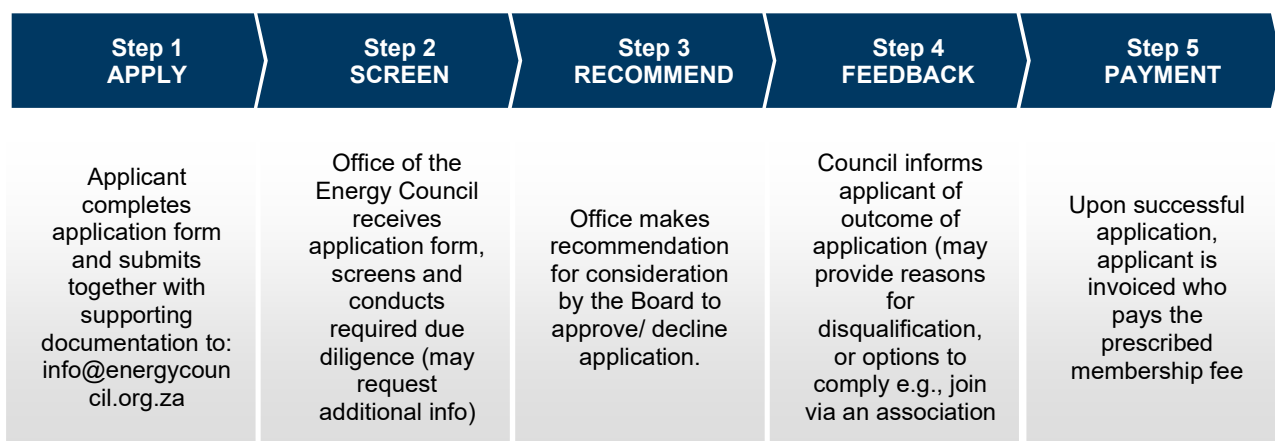 Step 1
APPLY
Step 2
SCREEN
Step 3
RECOMMEND
Step 4
FEEDBACK
Step 5
PAYMENT
Applicant
completes
application form
and submits
together with
supporting
documentation to:
info@energycoun
cil.org.za
Office of the
Energy Council
receives
application form,
screens and
conducts
required due
diligence (may
request
additional info)
Office makes
recommendation
for consideration
by the Board to
approve/ decline
application.
Council informs
applicant of
outcome of
application (may
provide reasons
for
disqualification,
or options to
comply e.g., join
via an association
Upon successful
application,
applicant is
invoiced who
pays the
prescribed
membership fee